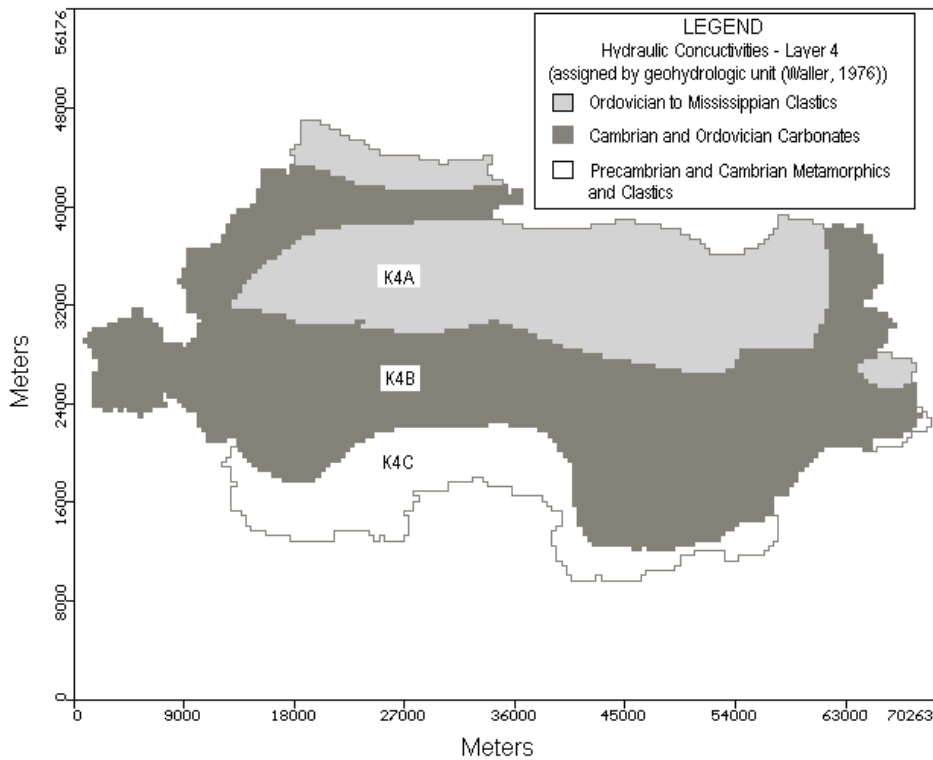 LEGEND
Hydraulic Concuctivities - Layer 4
(assigned by geohydrologic unit (Waller, 1976))
Ordovician to Mississippian Clastics
Cambrian and Ordovician Carbonates
Precambrian and Cambrian Metamorphics
and Clastics
56176
48000
40000
32000
24000
16000
8000
0
Meters
K4A
K4B
K4C
0 9000 18000 27000 36000 45000 54000 63000 70263
Meters